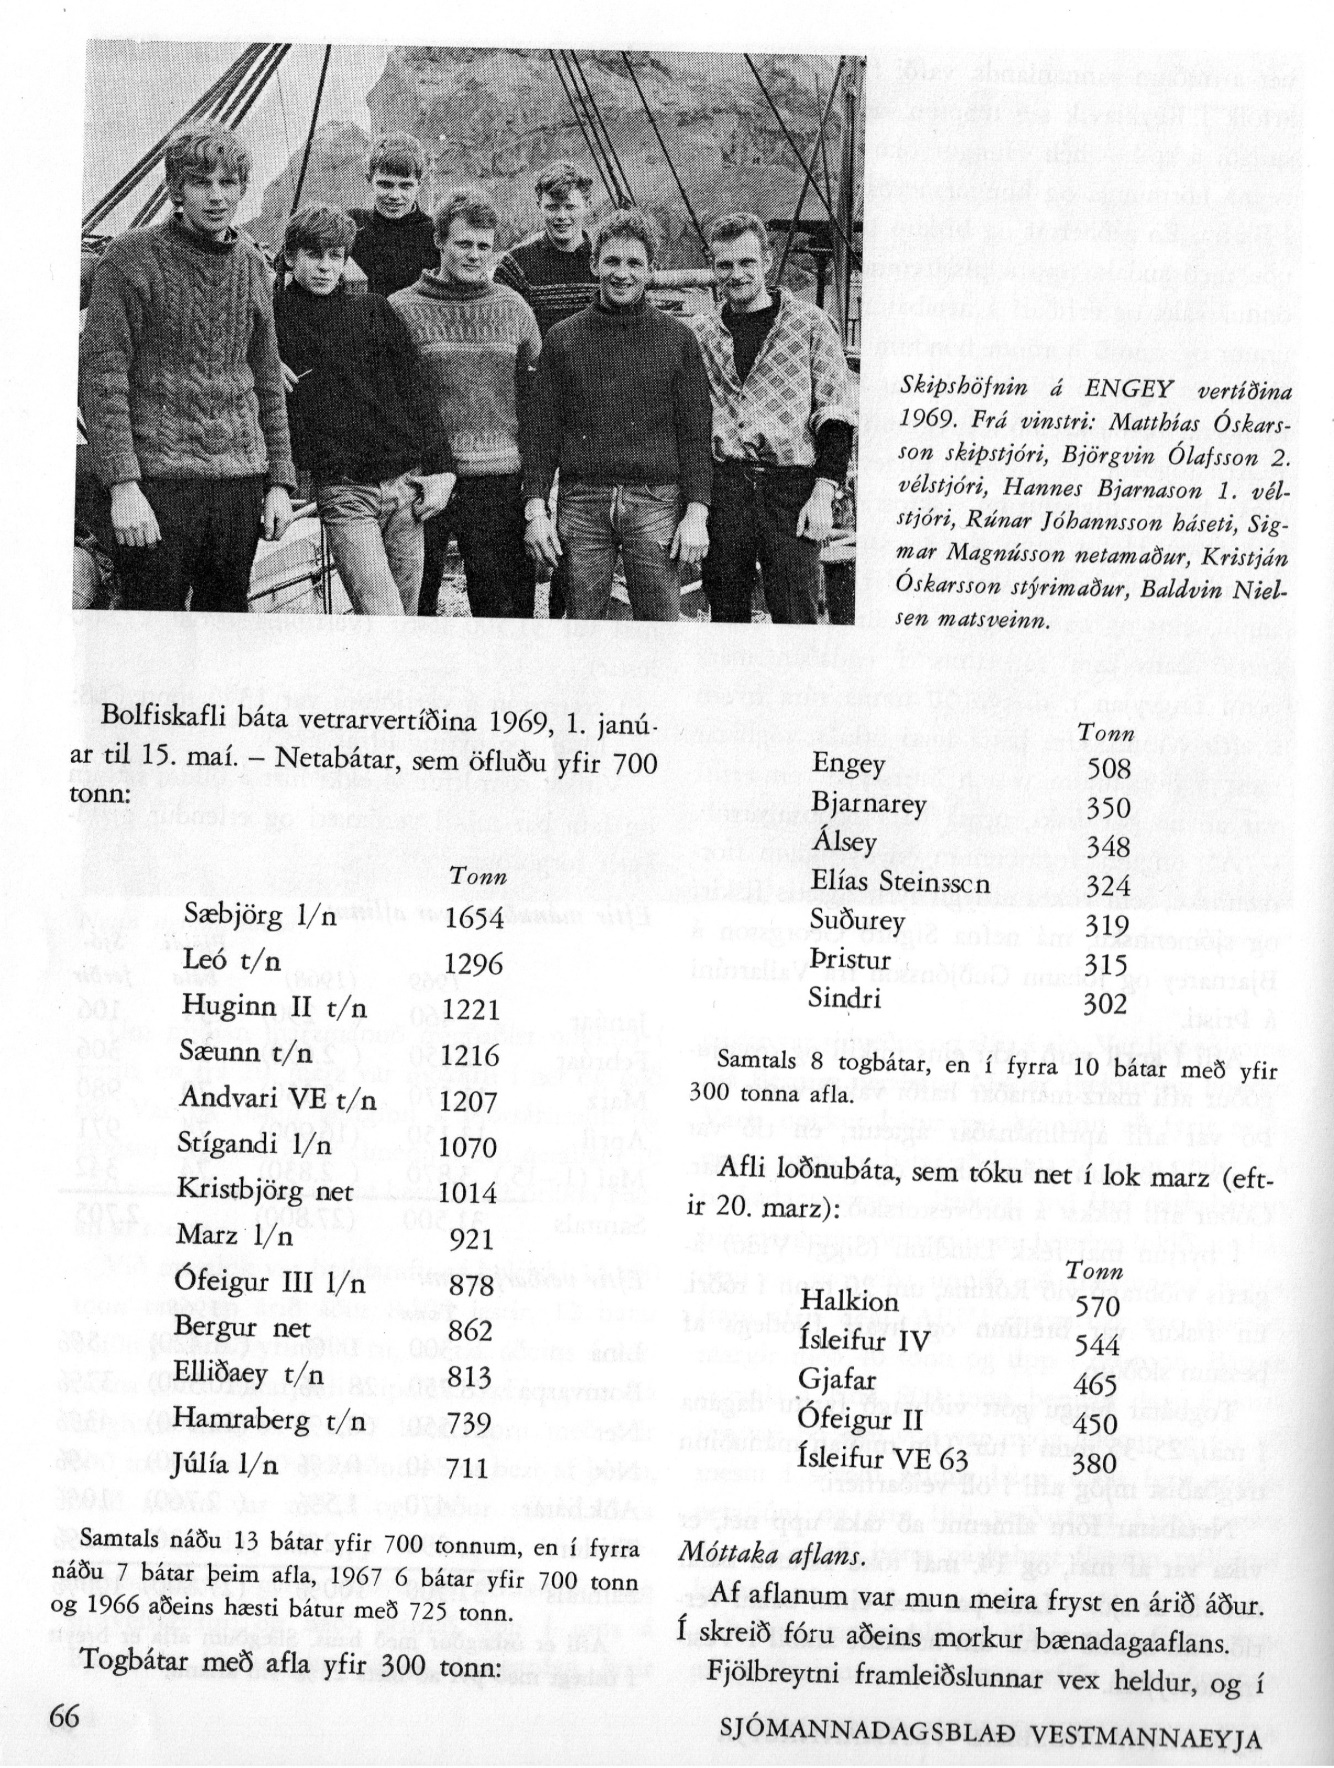 Skipshöfnin á ENGEY vertíðina
1969. Frá vinstri: Matthías Óskars-
son skipstjóri, Björgvin Ólafsson 2.
vélstjóri, Hannes Bjarnason 1. vél-
stjóri, Rúnar Jóhannsson háseti, Sig-
mar Magnússon netamaður, Kristján
Óskarsson stýrimaður, Baldvin Niel-
sen matsveinn.
Bolfiskafli báta vetrarvertíðina 1969, 1. janú-
ar til 15. maí. – Netabátar, sem öfluðu yfir 700
tonn:
Tonn
Sæbjörg l/n 1654
Leó t/n 1296
Huginn II t/n 1221
Sæunn t/n 1216
Andvari VE t/n 1207
Stígandi l/n 1070
Kristbjörg net 1014
Marz l/n 921
Ófeigur III l/n 878
Bergur net 862
Elliðaey t/n 813
Hamraberg t/n 739
Júlía l/n 711
Samtals náðu 13 bátar yfir 700 tonnum, en í fyrra
náðu 7 bátar þeim afla, 1967 6 bátar yfir 700 tonn
og 1966 aðeins hæsti bátur með 725 tonn.
Togbátar með afla yfir 300 tonn:
Tonn
Engey 508
Bjarnarey 350
Álsey 348
Elías Steinsson 324
Suðurey 319
Þristur 315
Sindri 302
Samtals 8 togbátar, en í fyrra 10 bátar með yfir
300 tonna afla.
Afli loðnubáta, sem tóku net í lok marz (eft-
ir 20. marz):
Tonn
Halkion 570
Ísleifur IV 544
Gjafar 465
Ófeigur II 450
Ísleifur VE 63 380
Móttaka aflans.
Af aflanum var mun meira fryst en árið áður.
Í skreið fóru aðeins morkur bænadagaaflans.
Fjölbreytni framleiðslunnar vex heldur, og í
66
SJÓMANNADAGSBLAÐ VESTMANNAEYJA